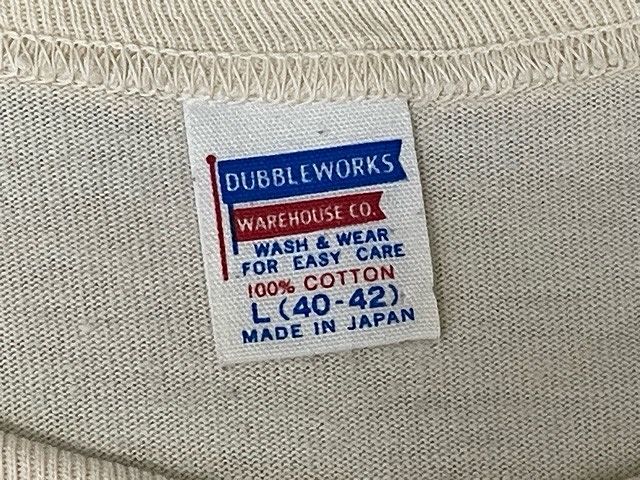 DUBBLEWORKS
WAREHOUSE CO.
WASH & WEAR
FOR EASY CARE
100% COTTON
L (40-42)
MADE IN JAPAN